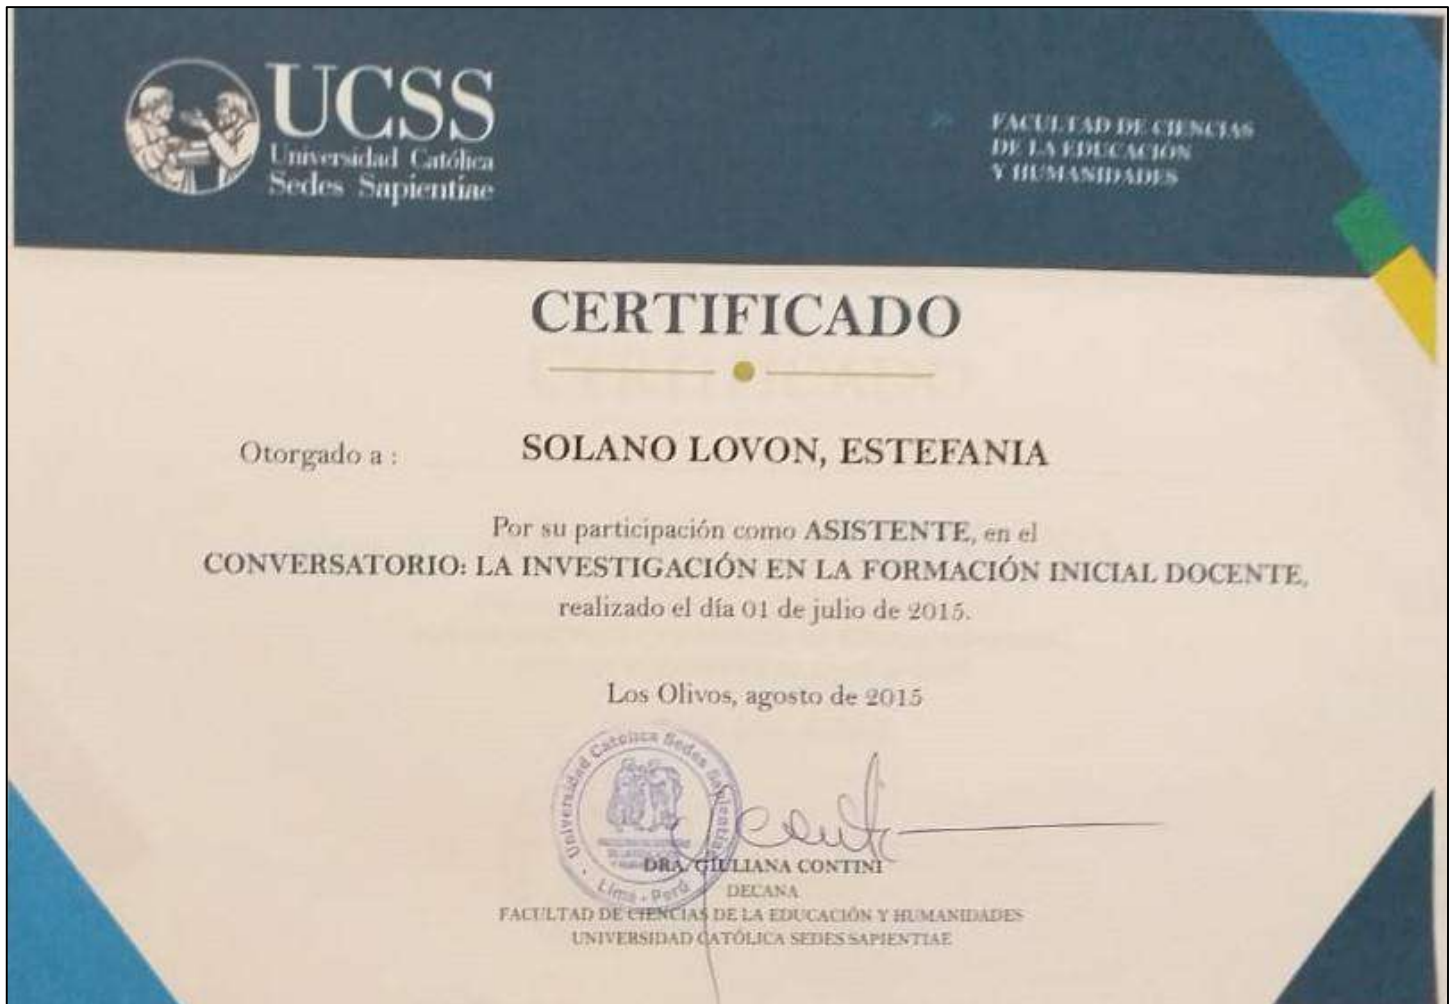 UCSS
Universidad Católica
Sedes Sapientiae
FACULTAD DE CIENCIAS
DE LA EDUCACIÓN
Y HUMANIDADES
CERTIFICADO
Otorgado a : SOLANO LOVON, ESTEFANIA
Por su participación como ASISTENTE, en el
CONVERSATORIO: LA INVESTIGACIÓN EN LA FORMACIÓN INICIAL DOCENTE,
realizado el día 01 de julio de 2015.
Los Olivos, agosto de 2015
Universidad Católica Sedes Sapientiae
Lima - Perú
DRA. GIULIANA CONTINI
DECANA
FACULTAD DE CIENCIAS DE LA EDUCACIÓN Y HUMANIDADES
UNIVERSIDAD CATÓLICA SEDES SAPIENTIAE